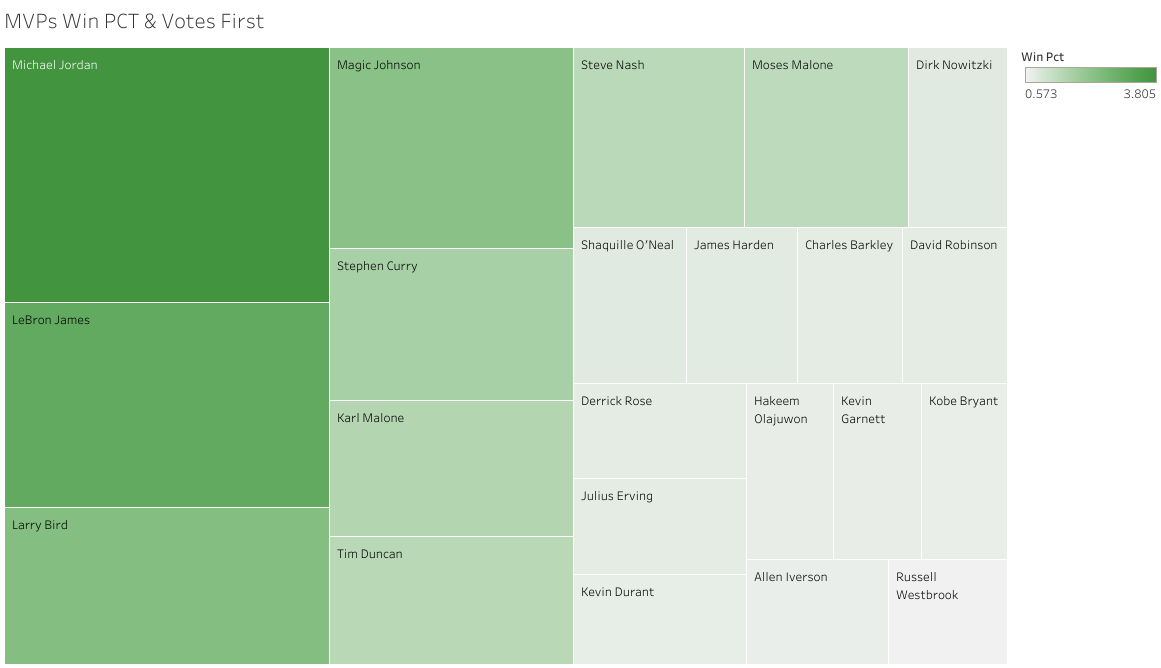 MVPs Win PCT & Votes First
Michael Jordan
LeBron James
Larry Bird
Magic Johnson
Stephen Curry
Karl Malone
Tim Duncan
Steve Nash
Moses Malone
Dirk Nowitzki
Shaquille O'Neal
James Harden
Charles Barkley
David Robinson
Derrick Rose
Julius Erving
Kevin Durant
Hakeem
Olajuwon
Kevin
Garnett
Kobe Bryant
Allen Iverson
Russell
Westbrook
Win Pct
0.573
3.805